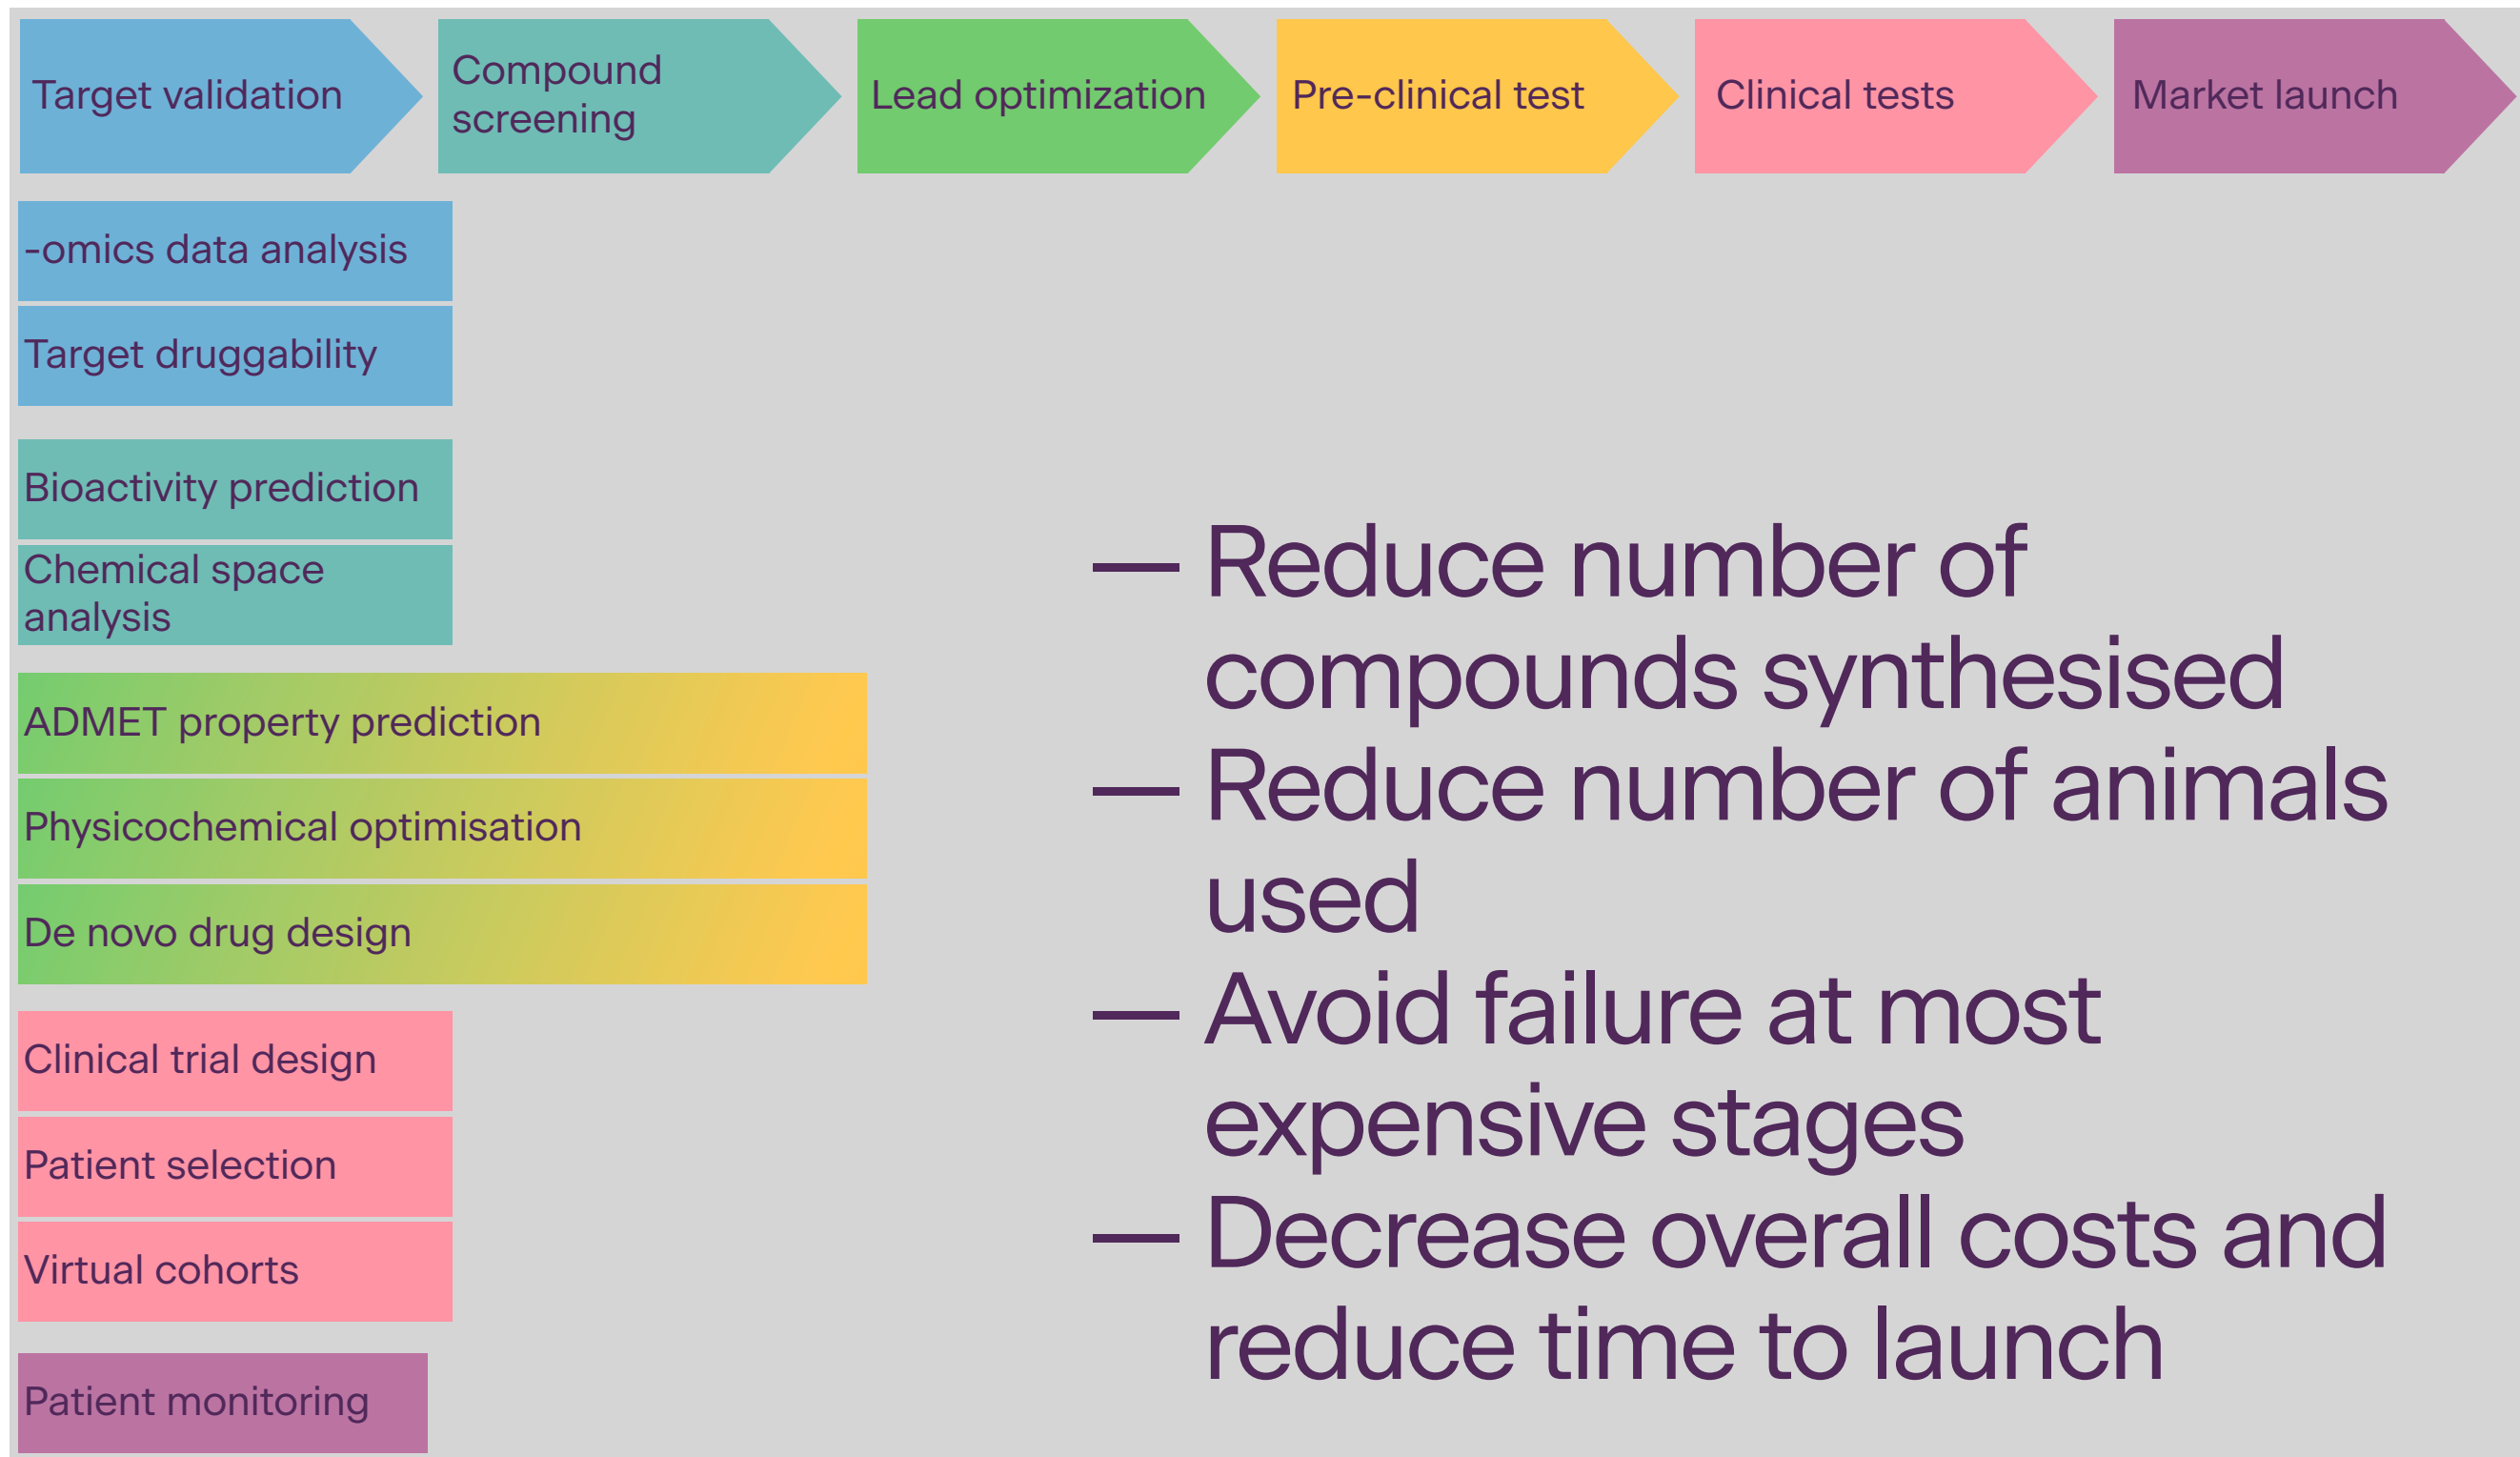 Target validation
Compound
screening
Lead optimization
Pre-clinical test
Clinical tests
Market launch
-omics data analysis
Target druggability
Bioactivity prediction
Chemical space
analysis
ADMET property prediction
Physicochemical optimisation
De novo drug design
Clinical trial design
Patient selection
Virtual cohorts
Patient monitoring
— Reduce number of
compounds synthesised
— Reduce number of animals
used
— Avoid failure at most
expensive stages
— Decrease overall costs and
reduce time to launch